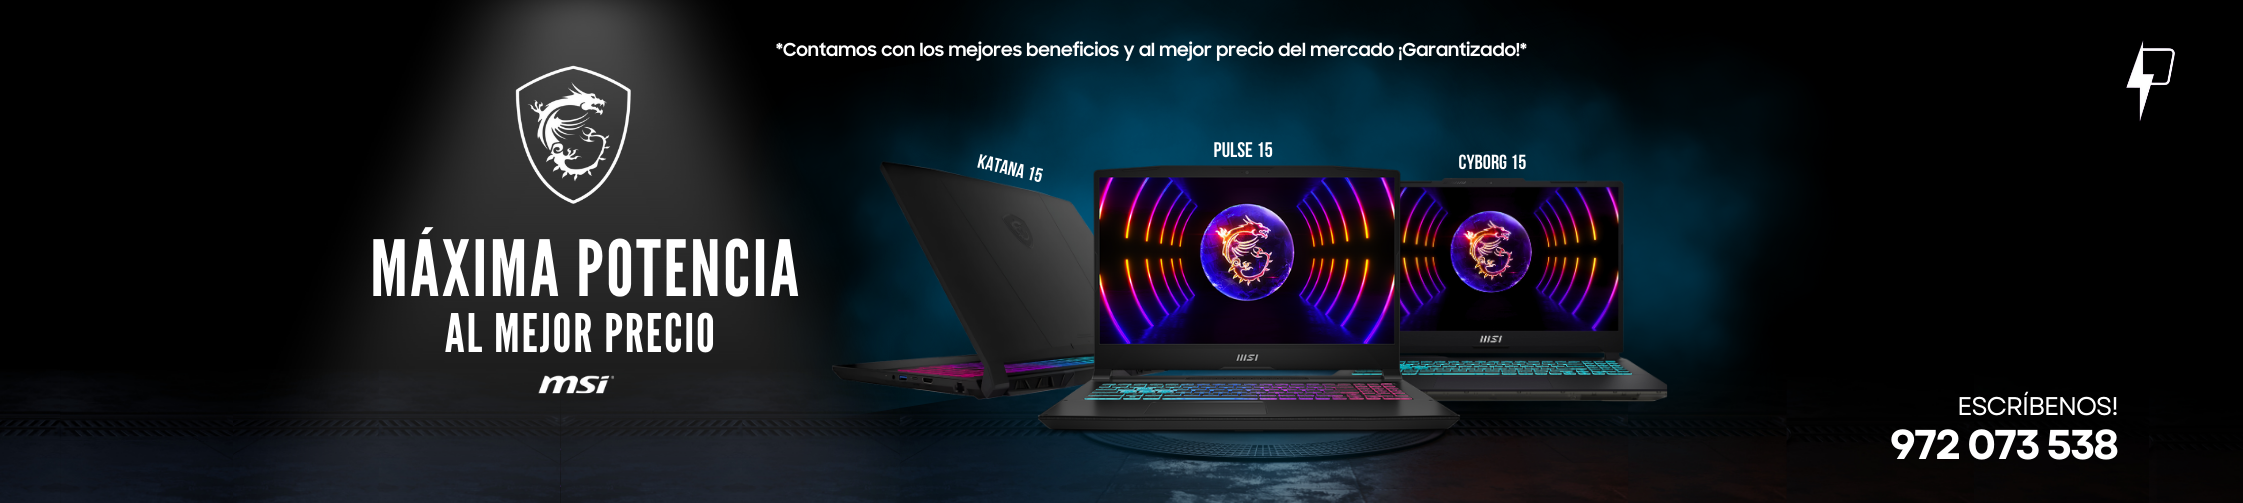 *Contamos con los mejores beneficios y al mejor precio del mercado ¡Garantizado!*
MÁXIMA POTENCIA
AL MEJOR PRECIO
msi
KATANA 15
PULSE 15
CYBORG 15
msi
msi
ESCRÍBENOS!
972 073 538